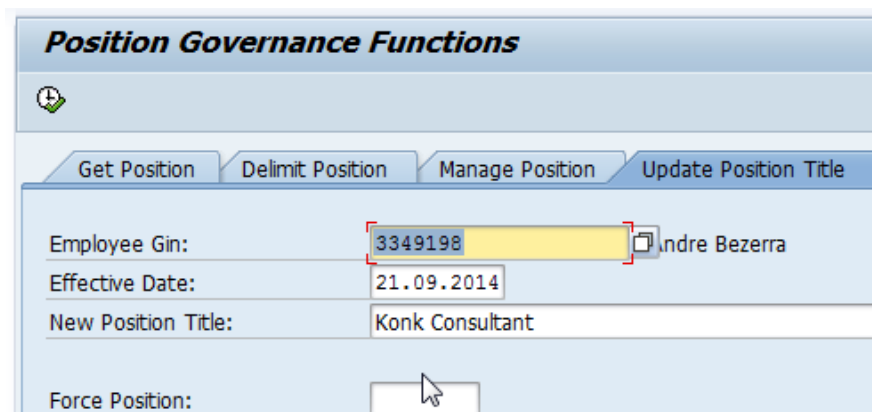 Position Governance Functions
Get Position Delimit Position Manage Position Update Position Title
Employee Gin: 3349198 Andre Bezerra
Effective Date: 21.09.2014
New Position Title: Konk Consultant
Force Position: